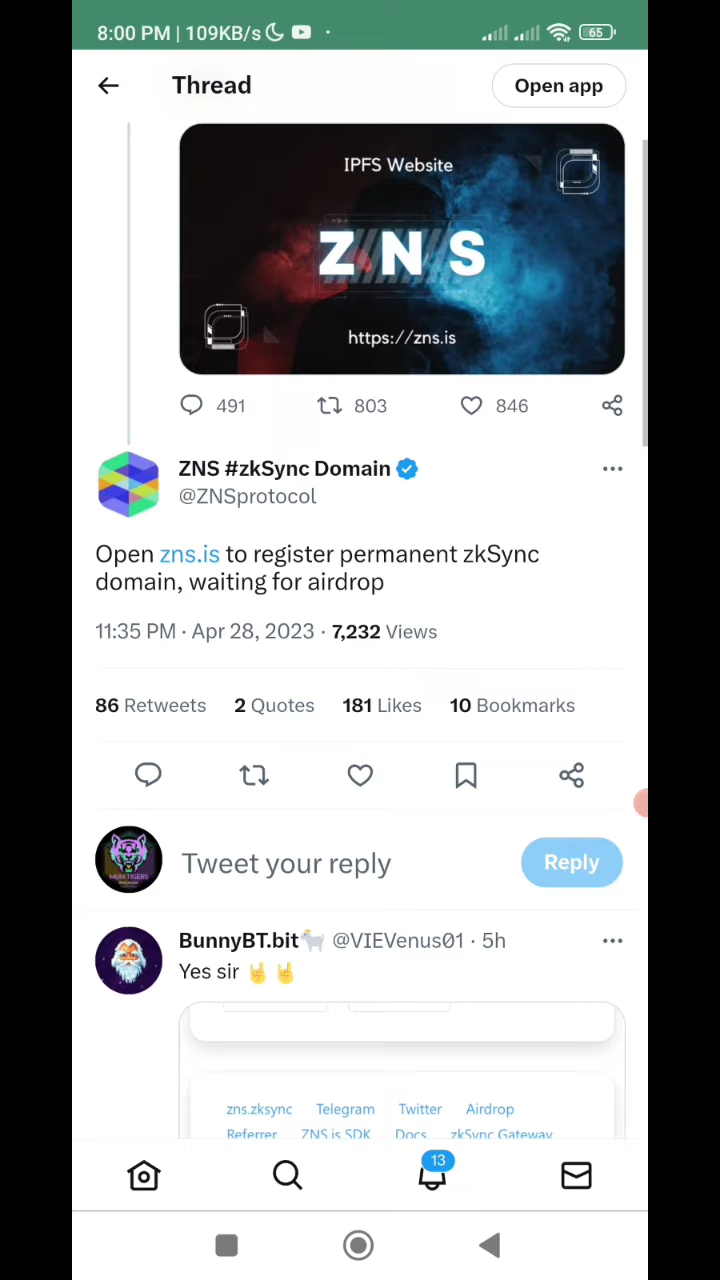 8:00 PM | 109KB/s
65
Thread
Open app
IPFS Website
ZNS
https://zns.is
491 803 846
ZNS #zkSync Domain
@ZNSprotocol
Open zns.is to register permanent zkSync
domain, waiting for airdrop
11:35 PM · Apr 28, 2023 · 7,232 Views
86 Retweets 2 Quotes 181 Likes 10 Bookmarks
MUN TIGERS
Tweet your reply
Reply
BunnyBT.bit🐐 @VIEVenus01 · 5h
Yes sir 🤘 🤘
zns.zksync Telegram Twitter Airdrop
Referrer ZNS is SDK Docs zkSync Gateway
13